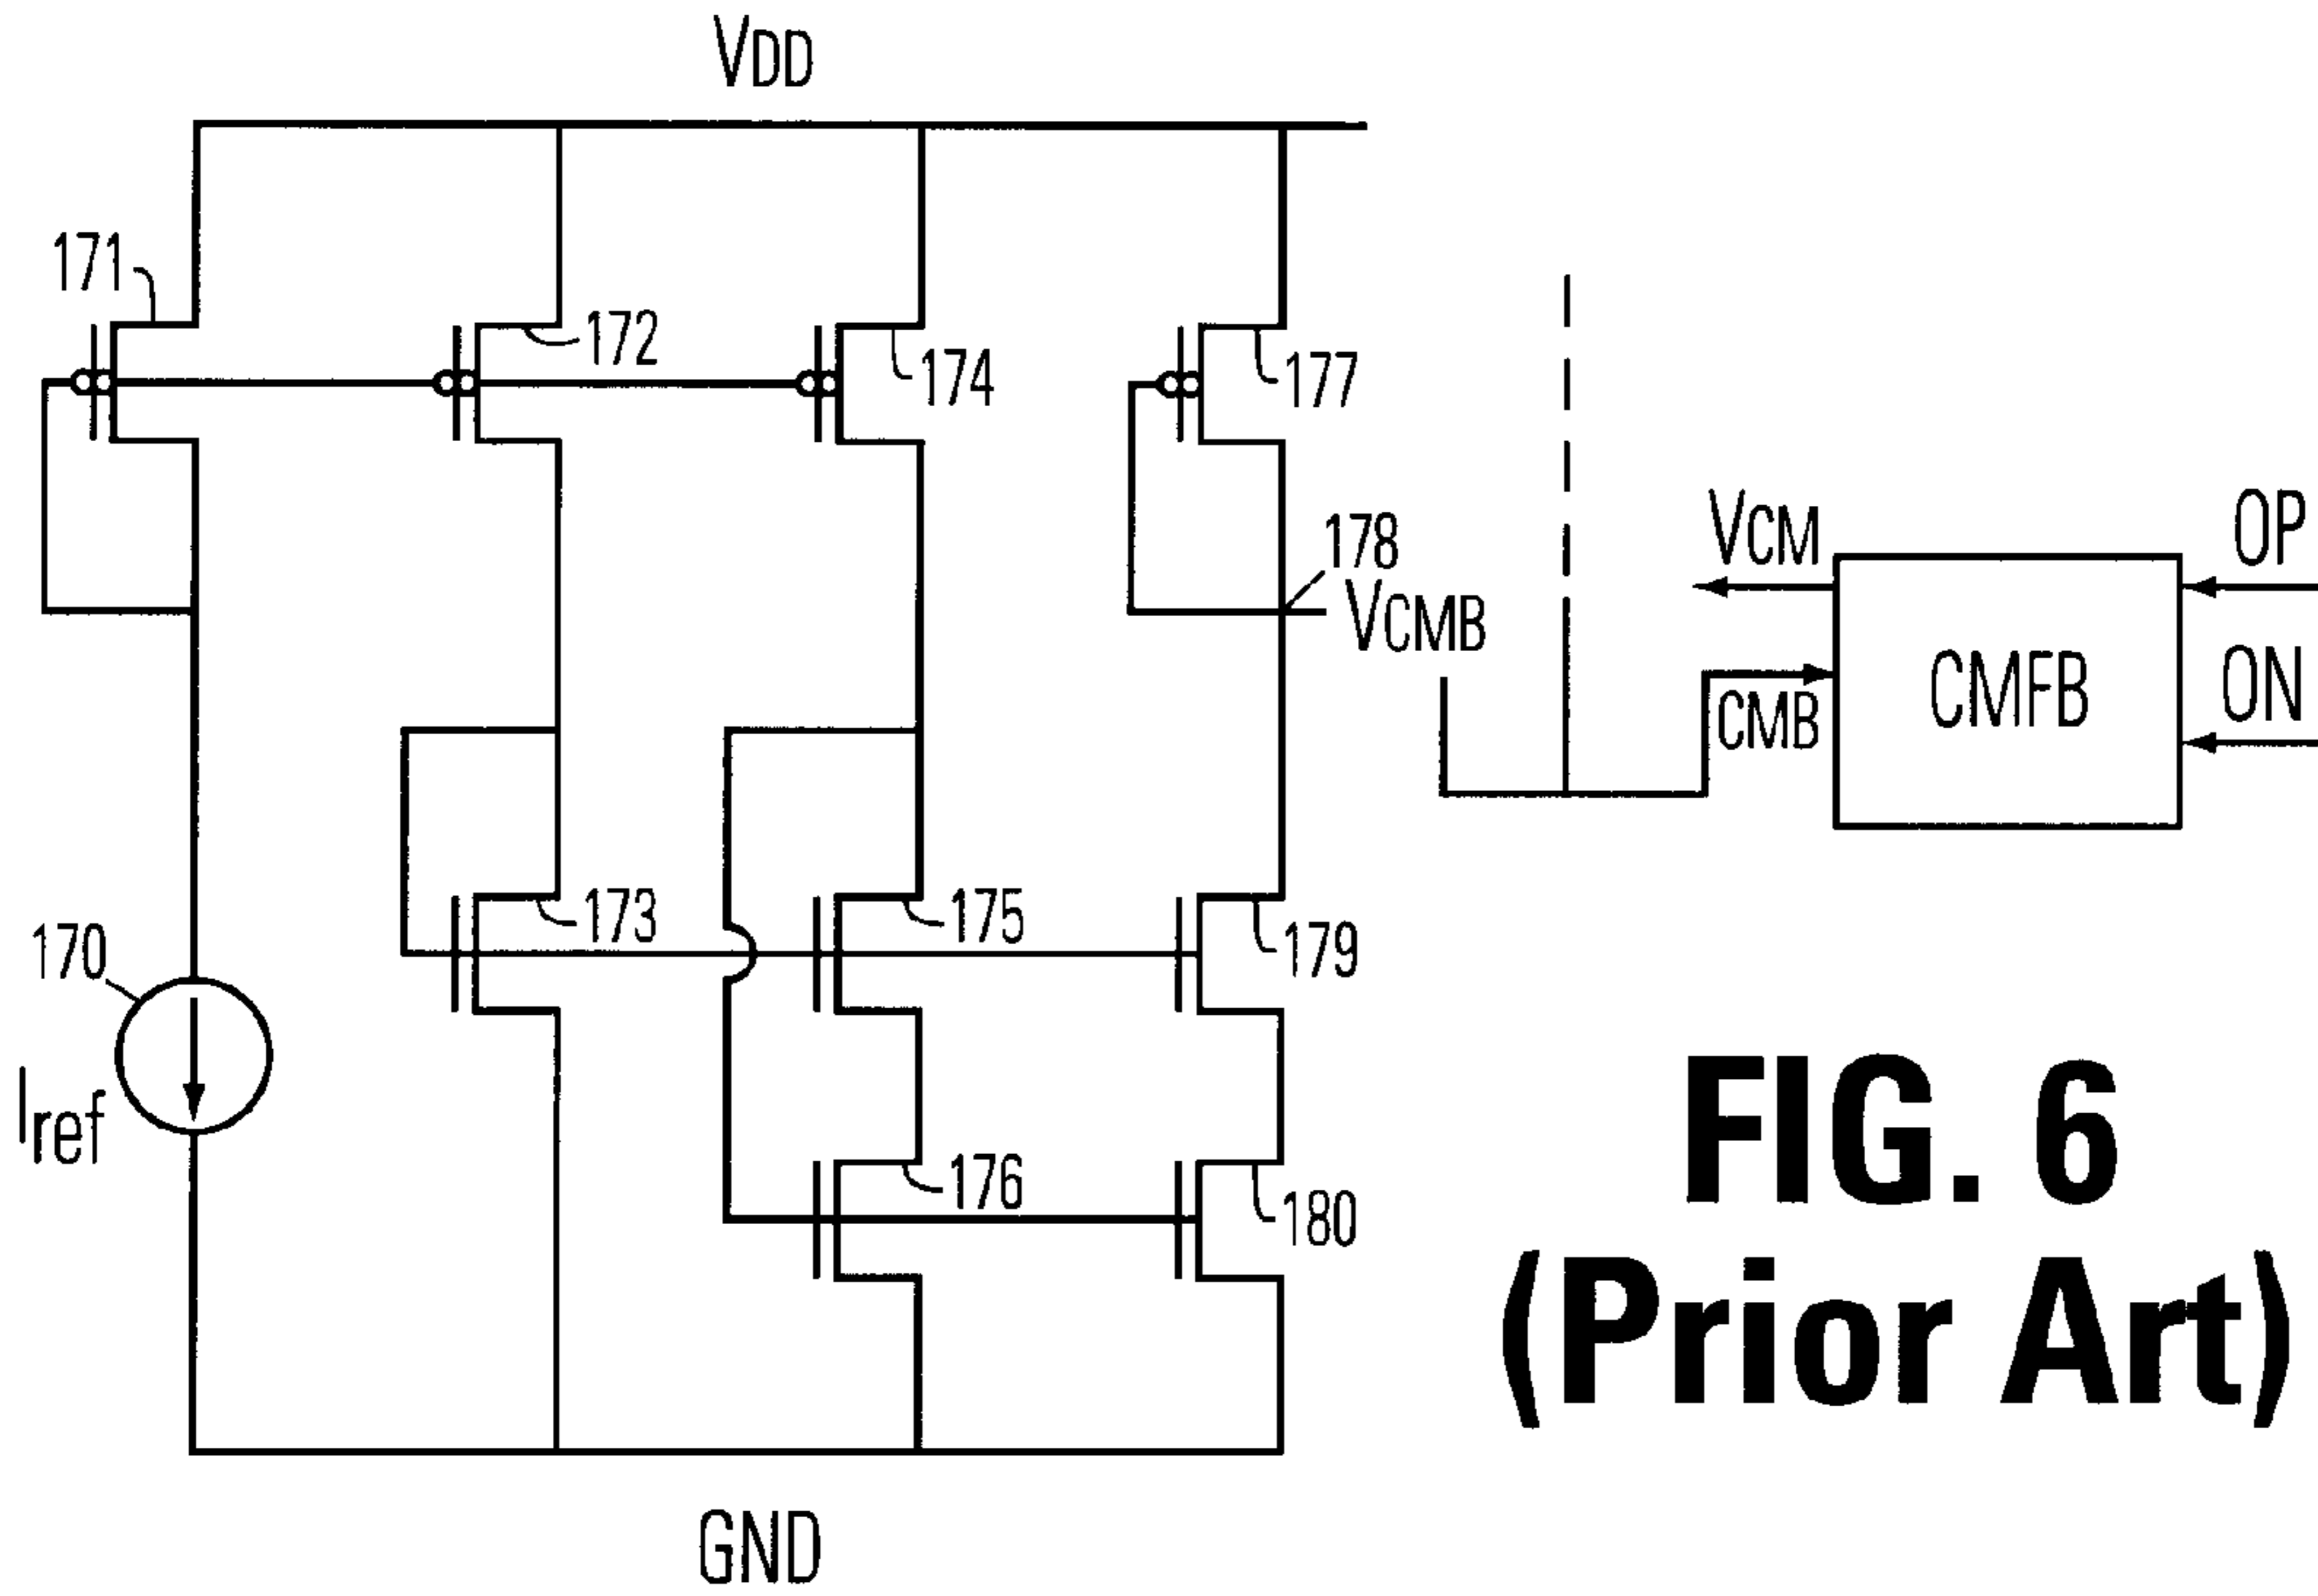 VDD
171
172
174
177
178
VCMB
VCM
OP
CMFB
CMB
ON
173
175
179
170
Iref
176
180
FIG. 6
(Prior Art)
GND